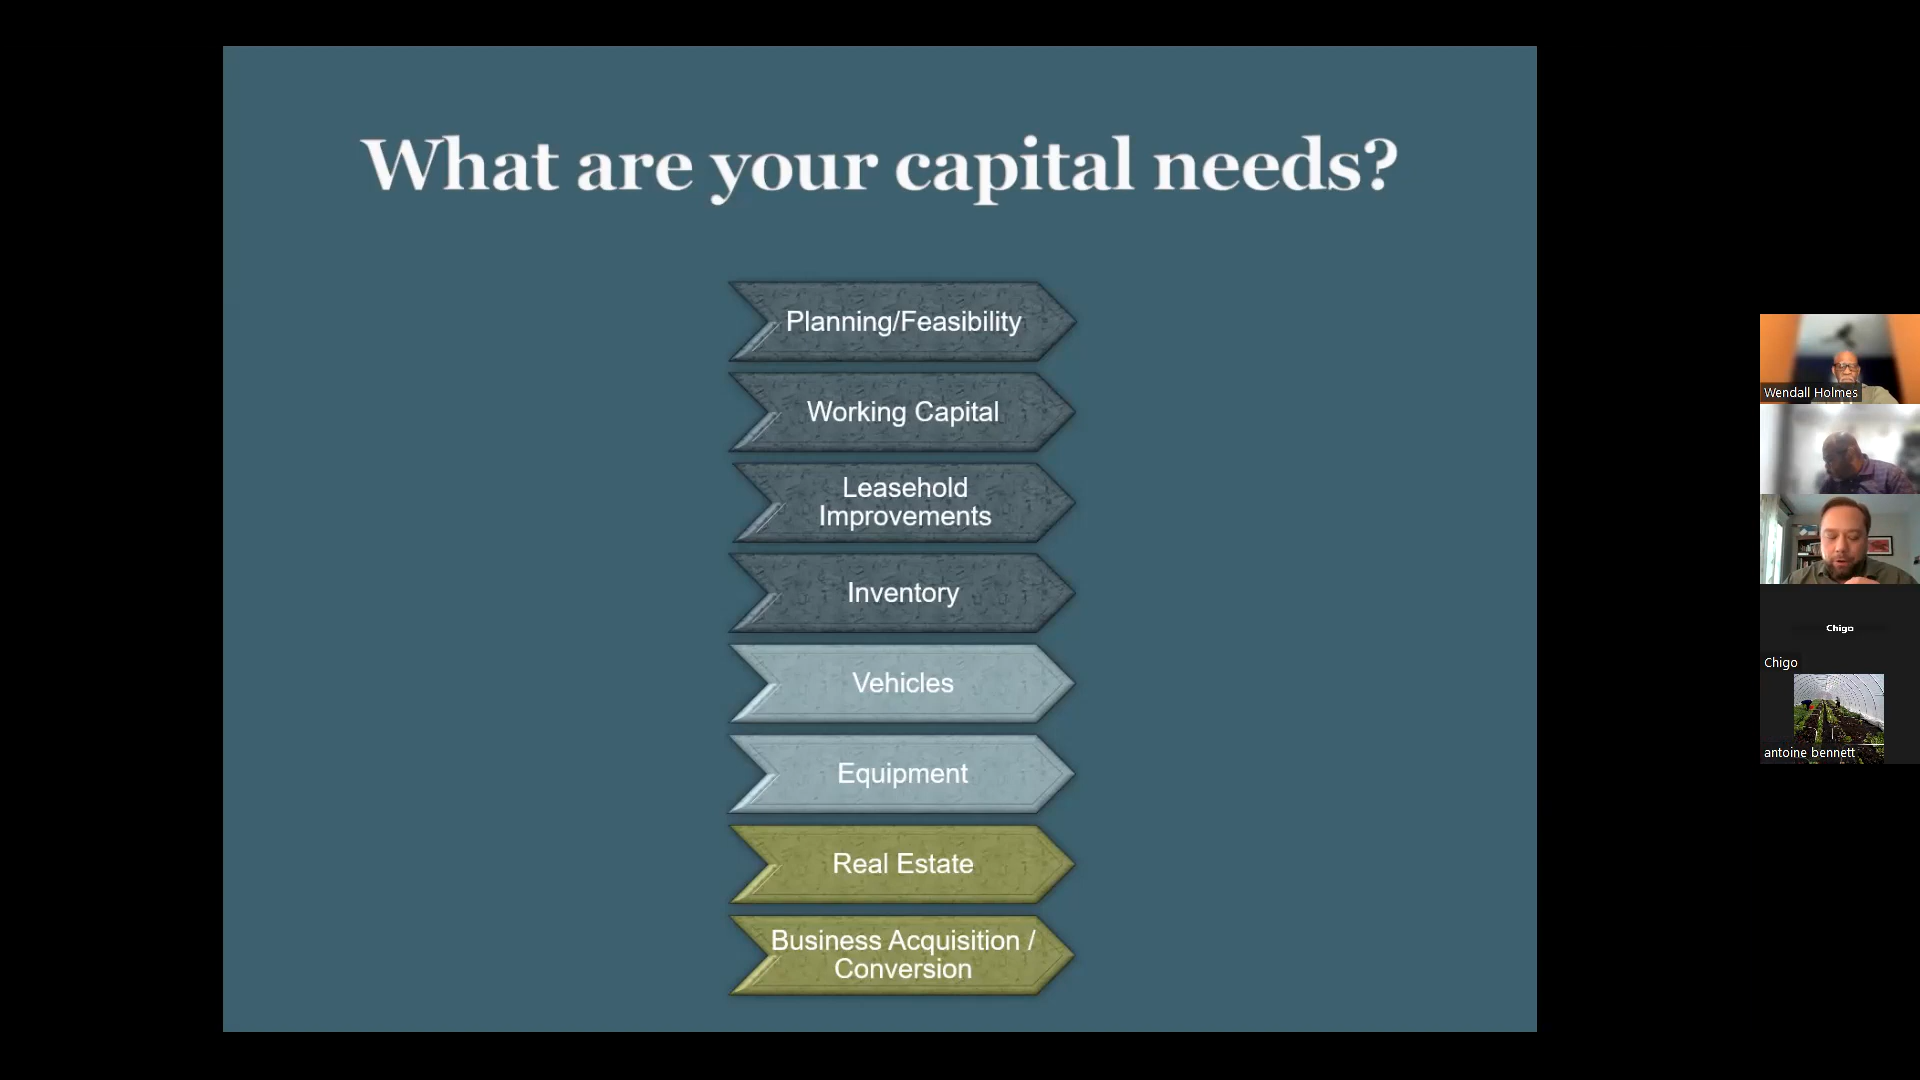 What are your capital needs?
Planning/Feasibility
Working Capital
Leasehold
Improvements
Inventory
Vehicles
Equipment
Real Estate
Business Acquisition /
Conversion
Wendall Holmes
Chigo
Chigo
antoine bennett